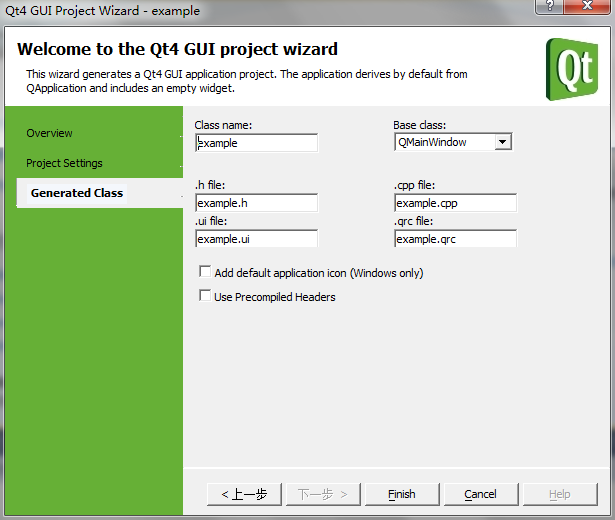 Qt4 GUI Project Wizard - example
?
Welcome to the Qt4 GUI project wizard
This wizard generates a Qt4 GUI application project. The application derives by default from
QApplication and includes an empty widget.
Qt
Overview
Project Settings
Generated Class
Class name:
Base class:
example
QMainWindow
.h file:
.cpp file:
example.h
example.cpp
.ui file:
.qrc file:
example.ui
example.qrc
Add default application icon (Windows only)
Use Precompiled Headers
< 上一步
下一步 >
Finish
Cancel
Help